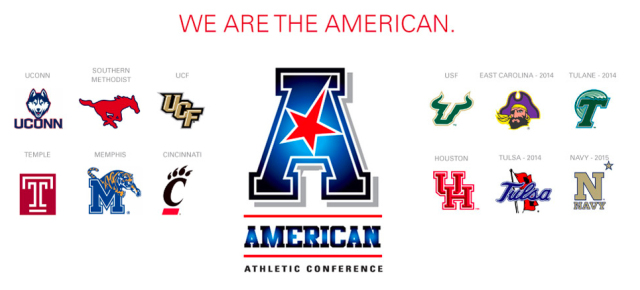 WE ARE THE AMERICAN.
UCONN
SOUTHERN
METHODIST
UCF
USF
EAST CAROLINA - 2014
TULANE - 2014
UCONN
UCF
T
TEMPLE
MEMPHIS
CINCINNATI
HOUSTON
TULSA - 2014
NAVY - 2015
T
M
C
UH
Tulsa
N
NAVY
A
AMERICAN
ATHLETIC CONFERENCE